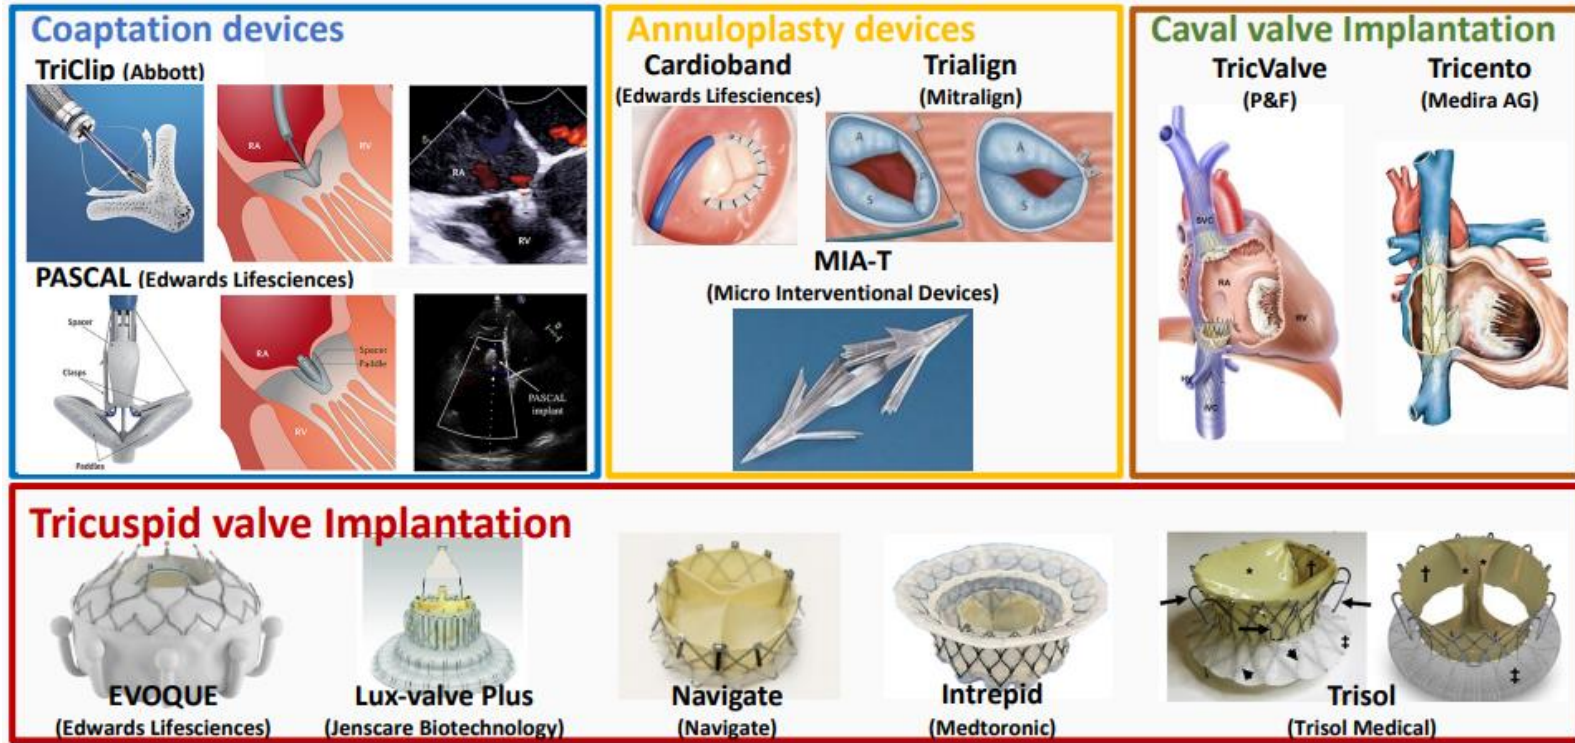 Coaptation devices
TriClip (Abbott)
RA
RV
RA
RV
PASCAL (Edwards Lifesciences)
Spacer
Clasps
Paddles
RA
Spacer
Paddle
RV
PASCAL
implant
Annuloplasty devices
Cardioband
(Edwards Lifesciences)
Trialign
(Mitralign)
A
P
S
A
S
MIA-T
(Micro Interventional Devices)
Caval valve Implantation
TricValve
(P&F)
SVC
RA
RV
IVC
Tricento
(Medira AG)
Tricuspid valve Implantation
EVOQUE
(Edwards Lifesciences)
Lux-valve Plus
(Jenscare Biotechnology)
Navigate
(Navigate)
Intrepid
(Medtoronic)
* †
‡
† * *
‡
Trisol
(Trisol Medical)